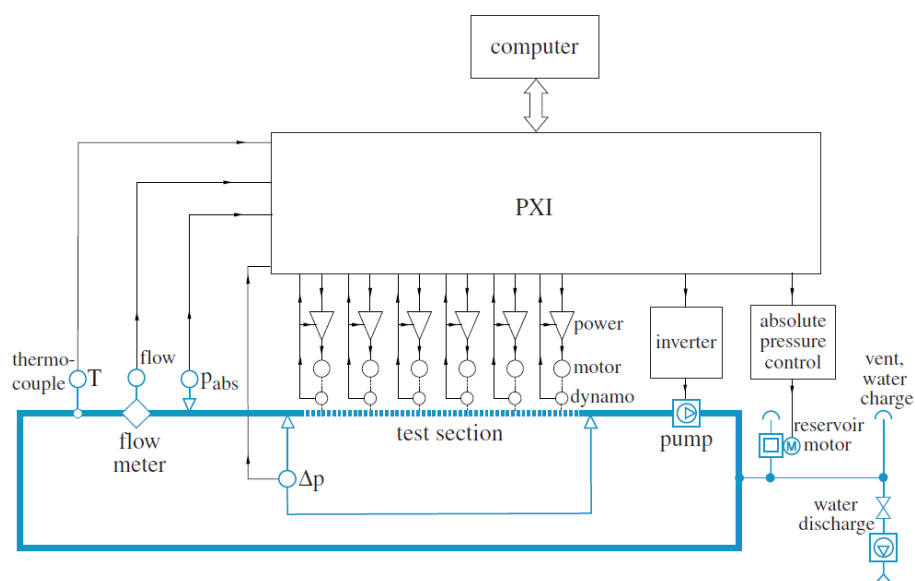 computer
PXI
power
motor
dynamo
inverter
absolute
pressure
control
thermo-
couple
T
flow
p_abs
flow
meter
test section
Δp
pump
M
reservoir
motor
vent,
water
charge
water
discharge